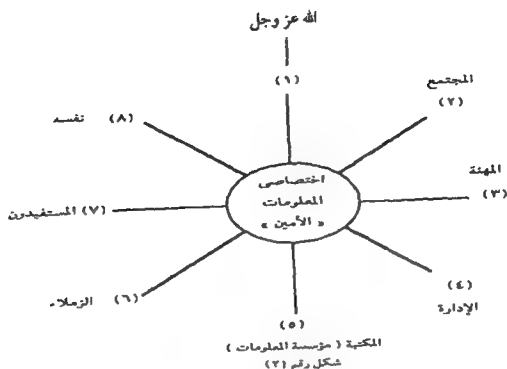 الله عز وجل
(١)
المجتمع
(٢)
المهنة
(٣)
(٤)
الإدارة
(٥)
المكتبة ( مؤسسة المعلومات )
شكل رقم (٢)
(٦) الزملاء
(٧) المستفيدون
(٨) نفسه
اختصاصى
المعلومات
« الأمين »